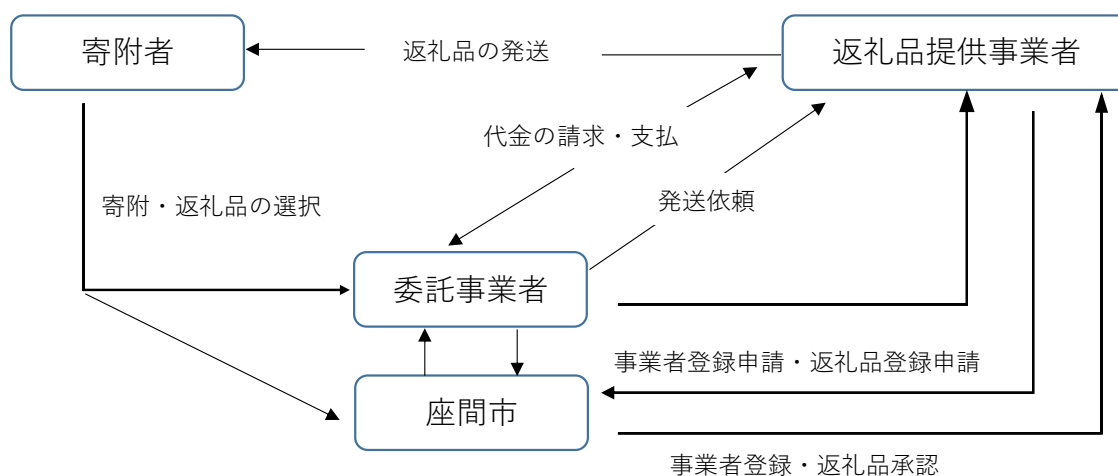 寄附者
返礼品の発送
返礼品提供事業者
代金の請求・支払
発送依頼
寄附・返礼品の選択
委託事業者
事業者登録申請・返礼品登録申請
座間市
事業者登録・返礼品承認